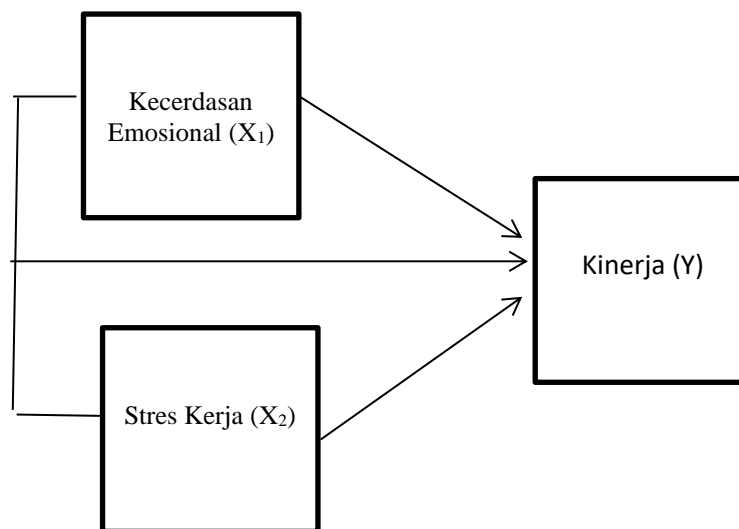 Kecerdasan
Emosional (X₁)
Kinerja (Y)
Stres Kerja (X₂)